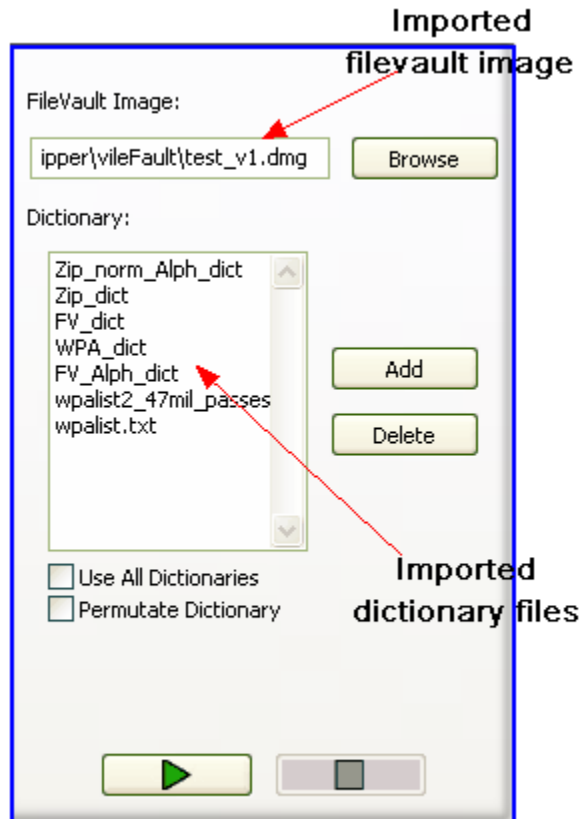 Imported
filevault image
FileVault Image:
ipper\vileFault\test_v1.dmg
Browse
Dictionary:
Zip_norm_Alph_dict
Zip_dict
FV_dict
WPA_dict
FV_Alph_dict
wpalist2_47mil_passes
wpalist.txt
Add
Delete
Use All Dictionaries
Permutate Dictionary
Imported
dictionary files